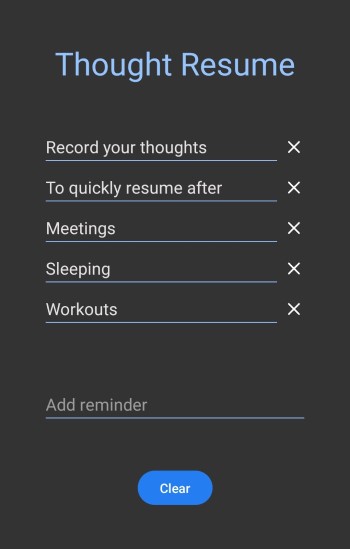 Thought Resume
Record your thoughts
To quickly resume after
Meetings
Sleeping
Workouts
Add reminder
Clear